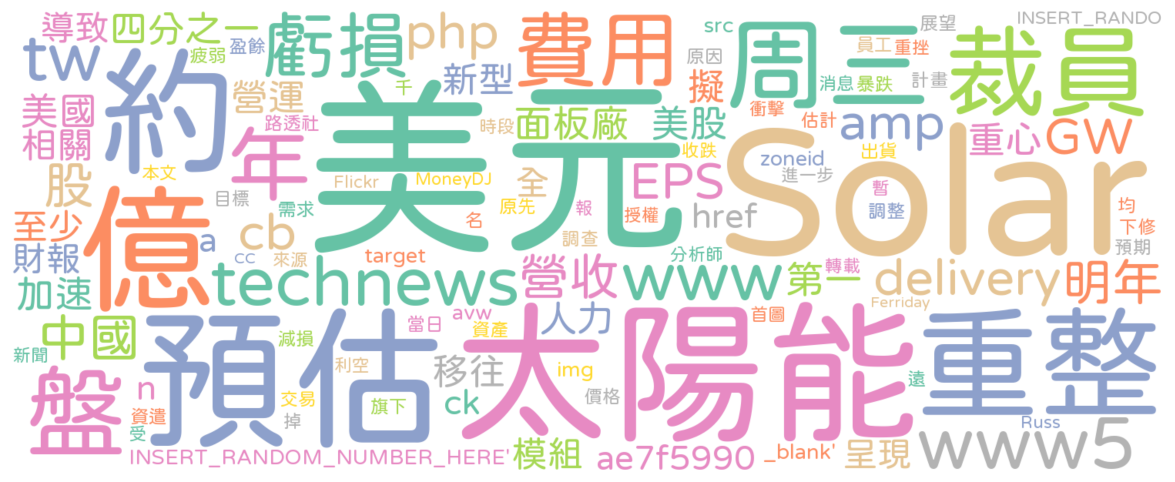 導致 四分之一 虧損 php 費用 src 周三 展望 INSERT_RANDO
疲弱 盈餘 原因 員工 重挫 裁員
tw 約 新型 千 擬 消息 暴跌 計畫
美國 營運 美元 衝擊 估計
相關 路透社 時段 面板廠 美股 amp 重心 GW
年 本文 收跌 zoneid 出貨
股 Flickr MoneyDJ 全 EPS 進一步 Solar
目標 需求 原先 名 報 授權 href 暫 均
至少 億 調整 下修
財報 a cb 調查 分析師 轉載 預期
cc 來源 target
加速 technews 營收 www 第一 delivery 明年
Ferriday
中國 預估 當日 avw 資產 人力 太陽能 首圖 重整
新聞 減損 利空 移往 img
盤 n 交易 旗下 ck 價格 遠
資遣 掉 Russ
受 www5
INSERT_RANDOM_NUMBER_HERE' 模組 ae7f5990 _blank' 呈現